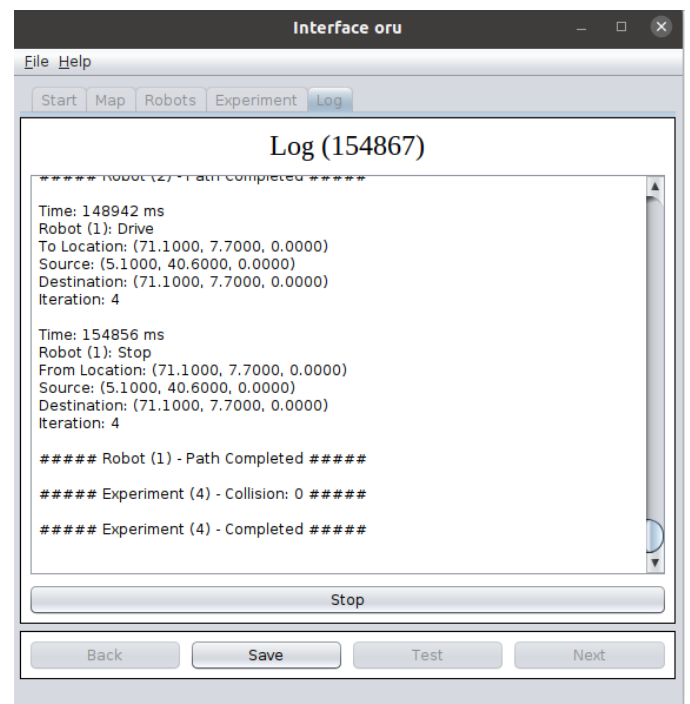 Interface oru
File Help
Start Map Robots Experiment Log
Log (154867)
##### Robot (2) - Path Completed #####
Time: 148942 ms
Robot (1): Drive
To Location: (71.1000, 7.7000, 0.0000)
Source: (5.1000, 40.6000, 0.0000)
Destination: (71.1000, 7.7000, 0.0000)
Iteration: 4
Time: 154856 ms
Robot (1): Stop
From Location: (71.1000, 7.7000, 0.0000)
Source: (5.1000, 40.6000, 0.0000)
Destination: (71.1000, 7.7000, 0.0000)
Iteration: 4
##### Robot (1) - Path Completed #####
##### Experiment (4) - Collision: 0 #####
##### Experiment (4) - Completed #####
Stop
Back Save Test Next